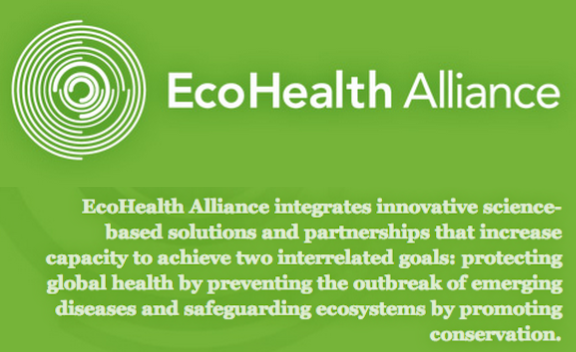 EcoHealth Alliance
EcoHealth Alliance integrates innovative science-
based solutions and partnerships that increase
capacity to achieve two interrelated goals: protecting
global health by preventing the outbreak of emerging
diseases and safeguarding ecosystems by promoting
conservation.